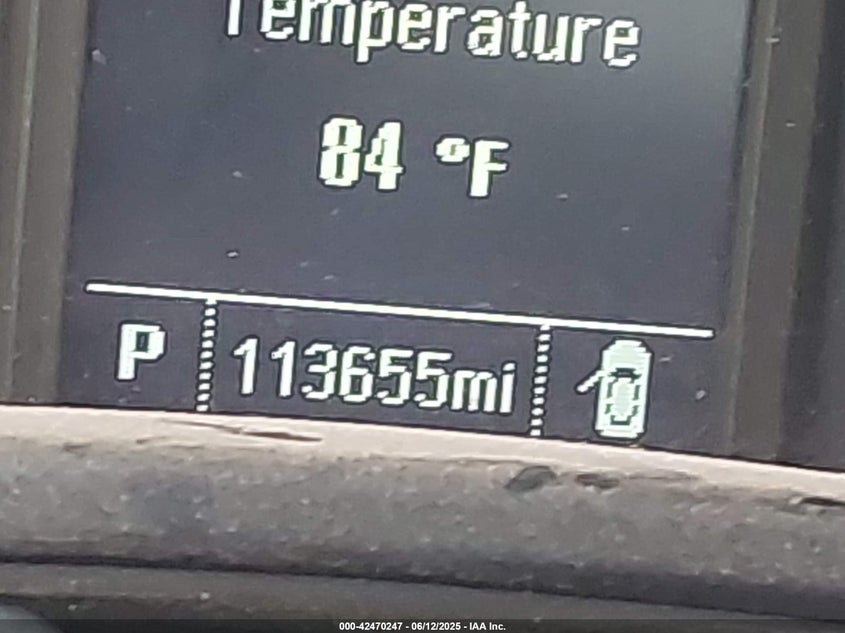 Temperature
84 °F
P 113655mi
000-42470247 - 06/12/2025 - IAA Inc.